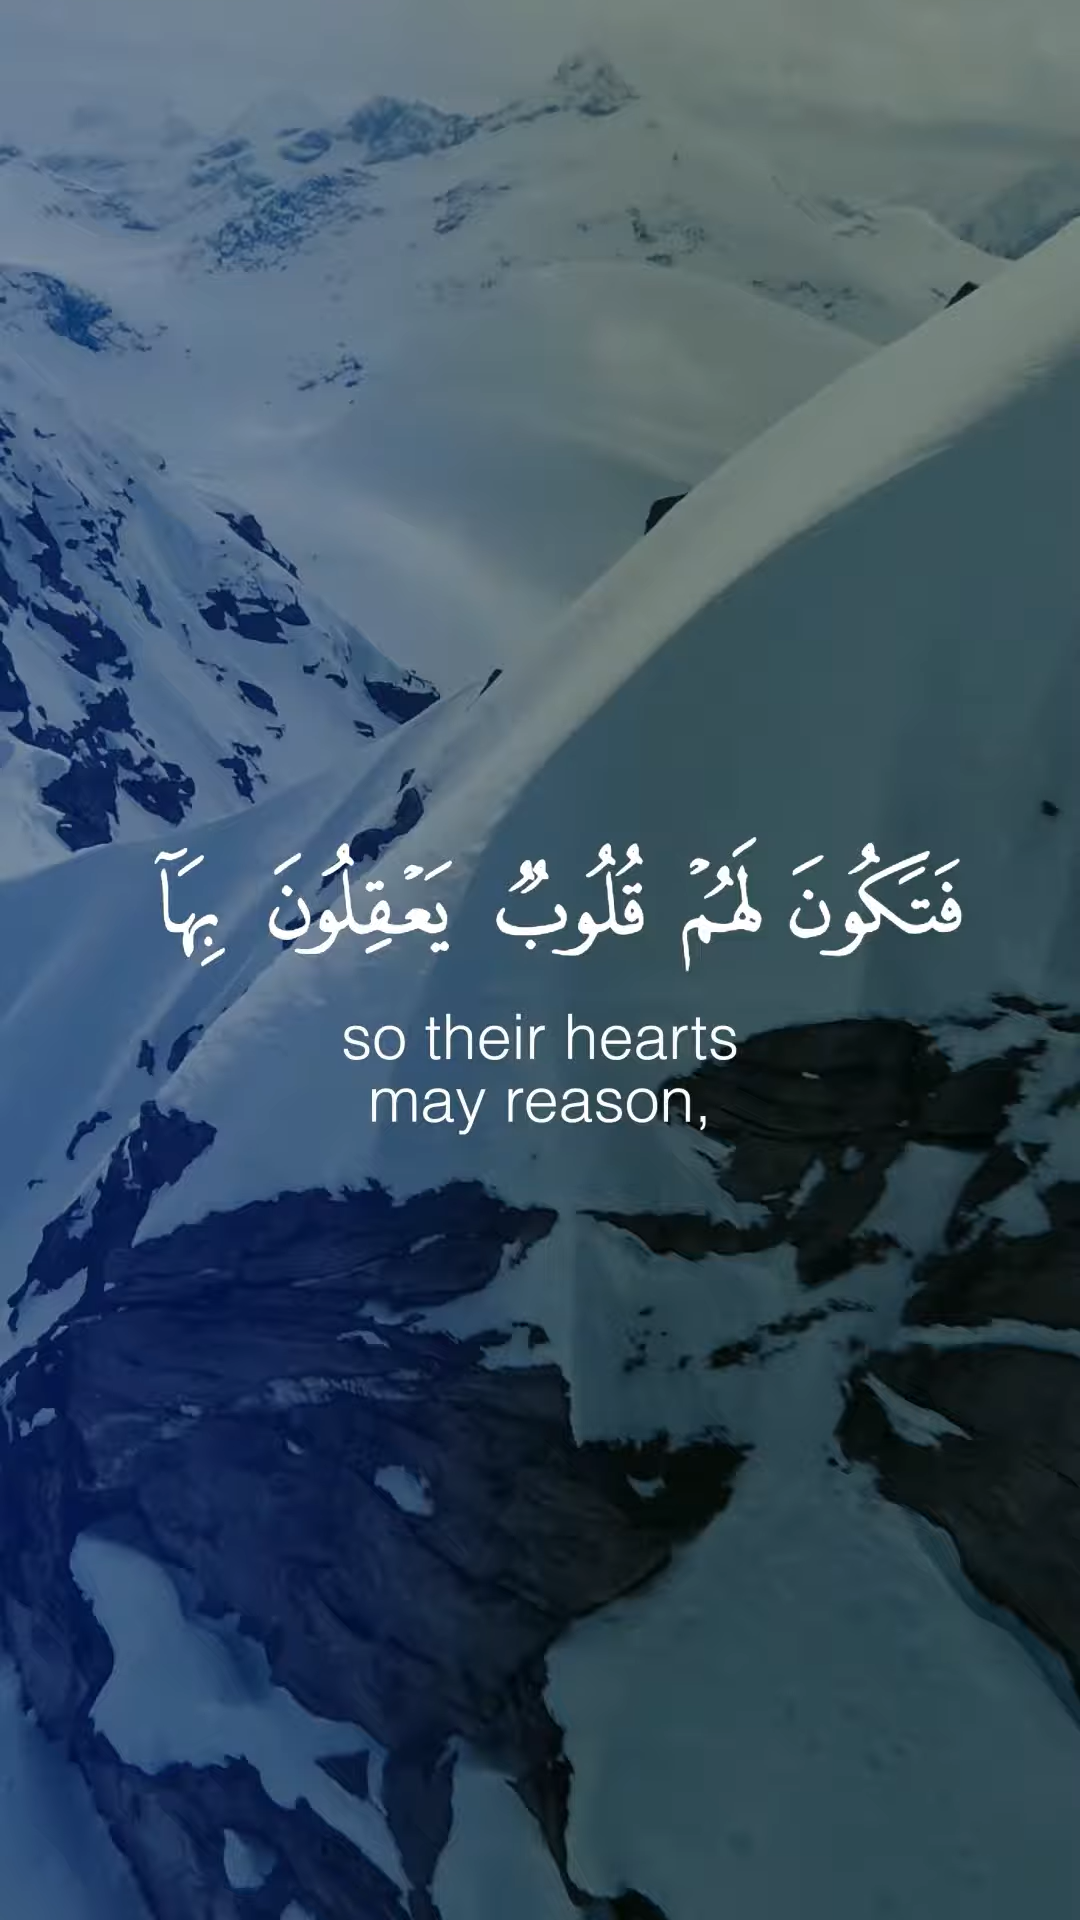 فَتَكُونَ لَهُمۡ قُلُوبٞ يَعۡقِلُونَ بِهَآ
so their hearts
may reason,